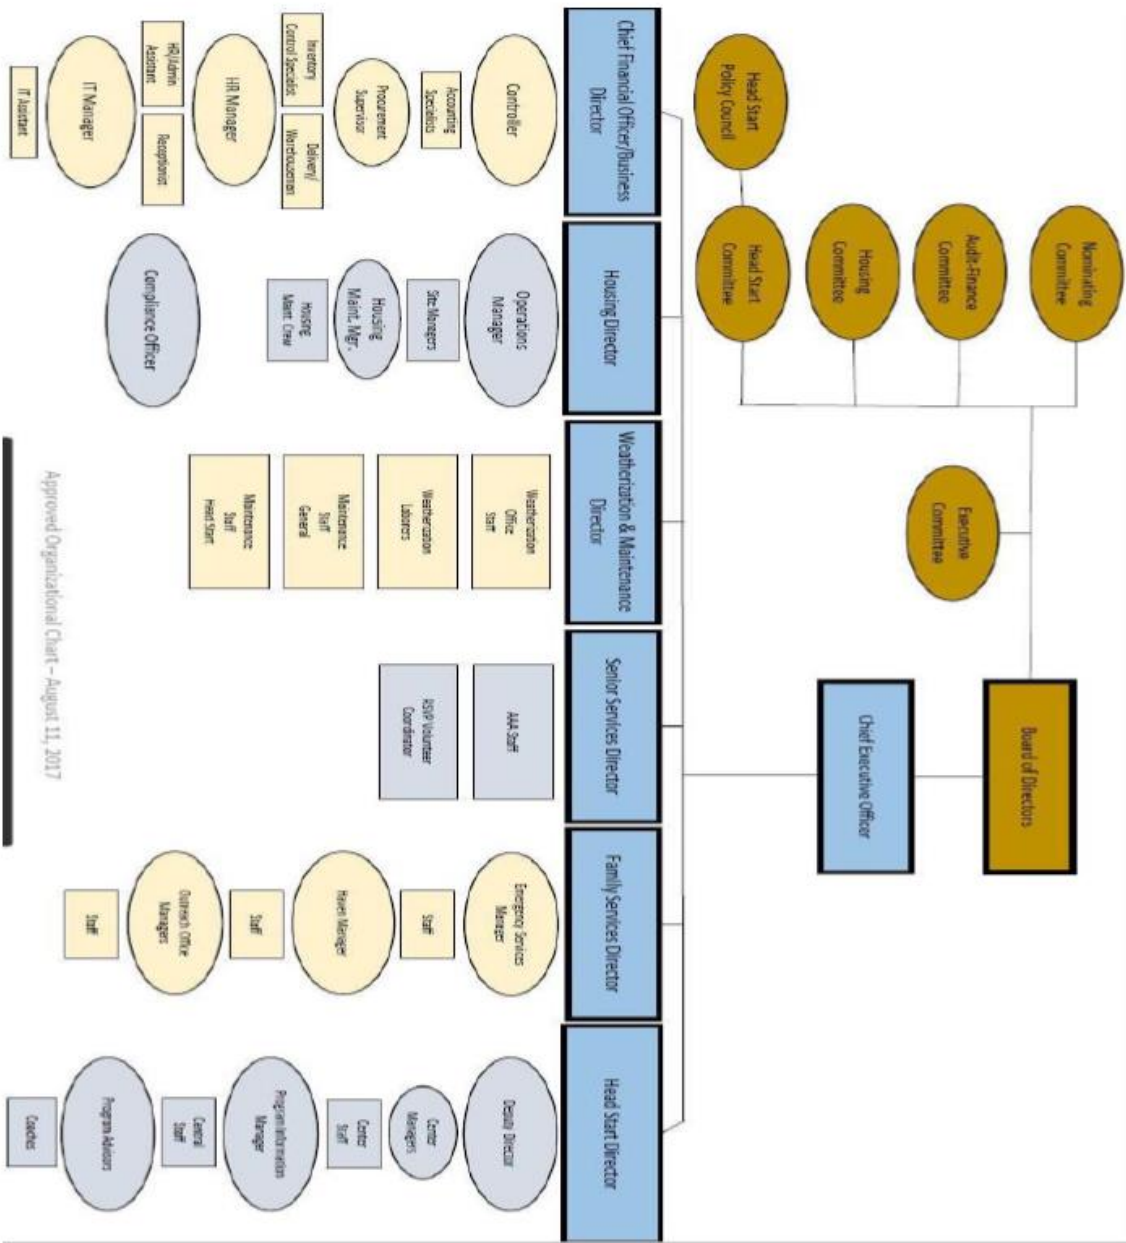 Board of Directors
Chief Executive Officer
Executive
Committee
Nominating
Committee
Audit-Finance
Committee
Housing
Committee
Head Start
Committee
Head Start
Policy Council
Chief Financial Officer/Business
Director
Controller
Accounting
Specialists
Procurement
Supervisor
Inventory
Control Specialist
Delivery/
Warehouseman
HR Manager
HR/Admin
Assistant
Receptionist
IT Manager
IT Assistant
Housing Director
Operations
Manager
Site Managers
Housing
Maint. Mgr.
Housing
Maint. Crew
Compliance Officer
Weatherization & Maintenance
Director
Weatherization
Office
Staff
Weatherization
Laborers
Maintenance
Staff
General
Maintenance
Staff
Head Start
Senior Services Director
AAA Staff
RSVP Volunteer
Coordinator
Family Services Director
Emergency Services
Manager
Staff
Haven Manager
Staff
Outreach Office
Managers
Staff
Head Start Director
Deputy Director
Center
Managers
Center
Staff
Program Information
Manager
Central
Staff
Program Advisors
Coaches
Approved Organizational Chart – August 11, 2017